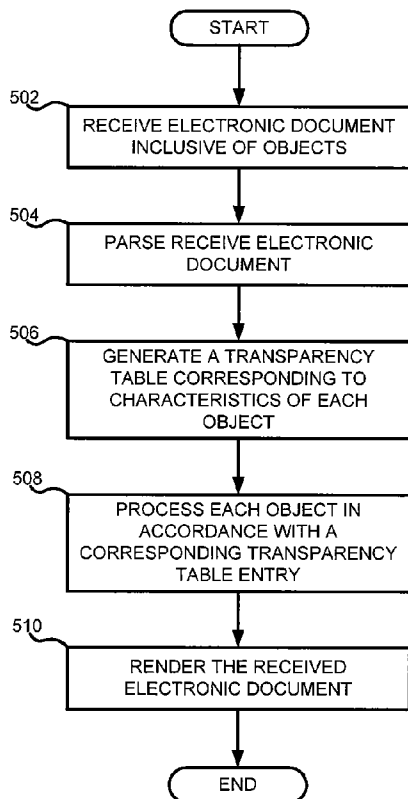 START
502
RECEIVE ELECTRONIC DOCUMENT
INCLUSIVE OF OBJECTS
504
PARSE RECEIVE ELECTRONIC
DOCUMENT
506
GENERATE A TRANSPARENCY
TABLE CORRESPONDING TO
CHARACTERISTICS OF EACH
OBJECT
508
PROCESS EACH OBJECT IN
ACCORDANCE WITH A
CORRESPONDING TRANSPARENCY
TABLE ENTRY
510
RENDER THE RECEIVED
ELECTRONIC DOCUMENT
END